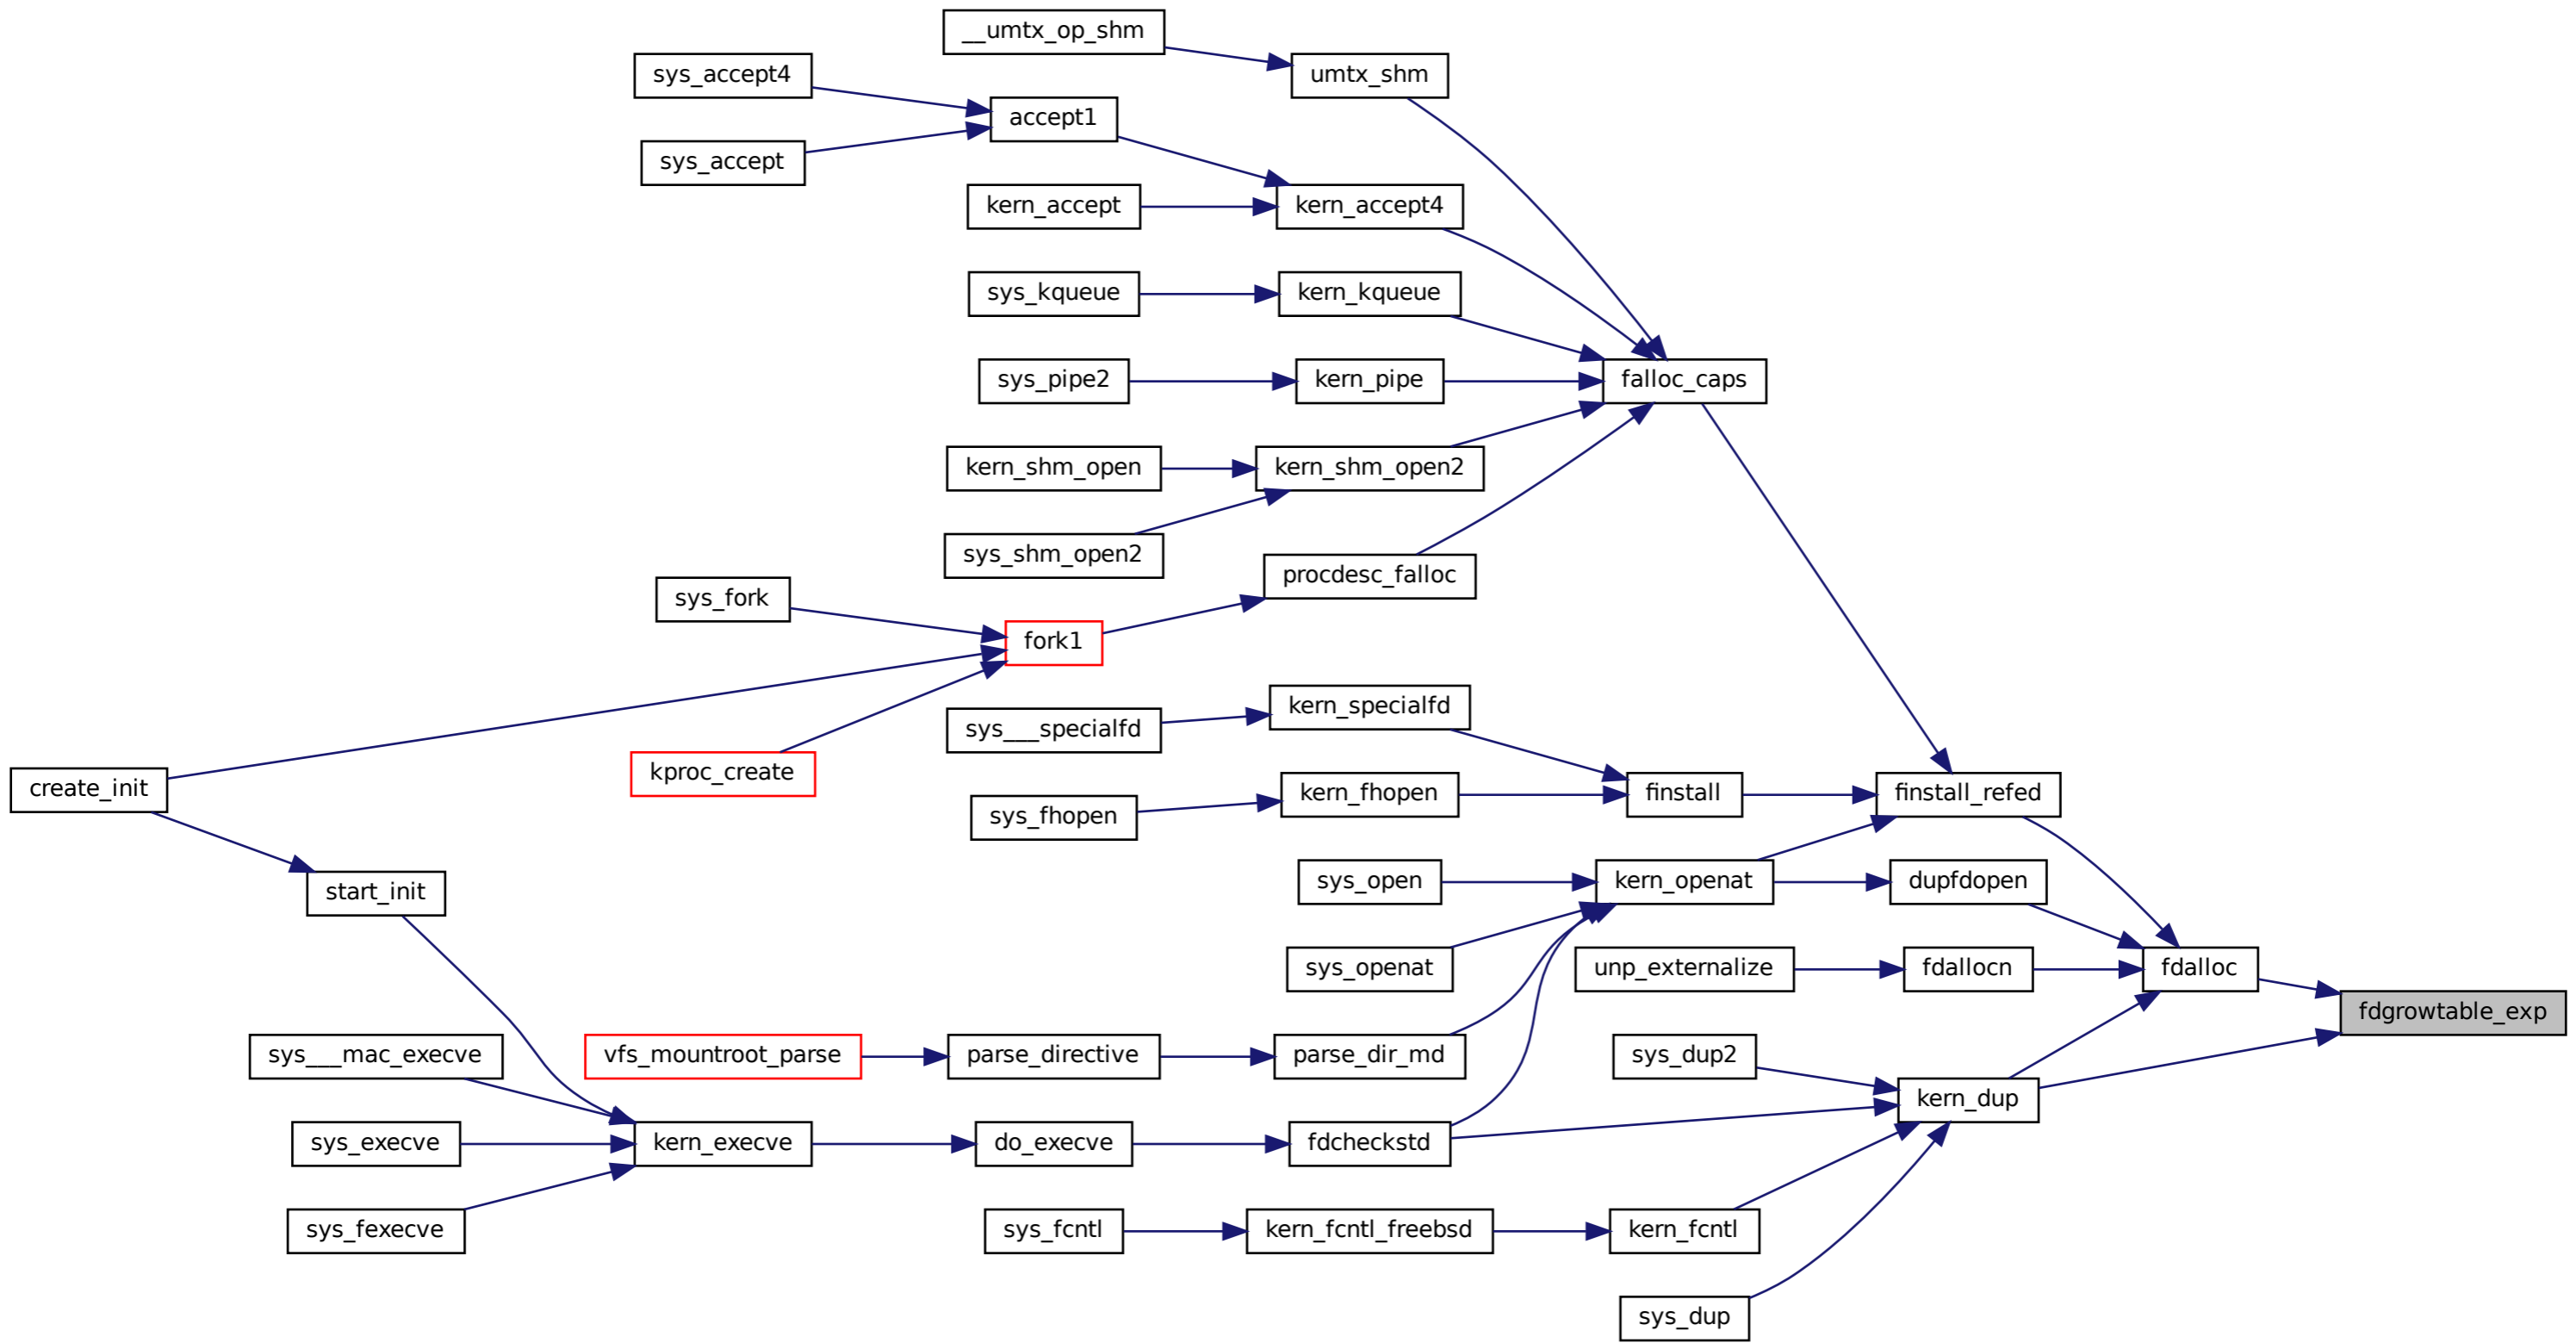 __umtx_op_shm
sys_accept4
umtx_shm
accept1
sys_accept
kern_accept
kern_accept4
sys_kqueue
kern_kqueue
sys_pipe2
kern_pipe
falloc_caps
kern_shm_open
kern_shm_open2
sys_shm_open2
procdesc_falloc
sys_fork
fork1
kern_specialfd
sys___specialfd
kproc_create
create_init
kern_fhopen
finstall
finstall_refed
sys_fhopen
sys_open
kern_openat
dupfdopen
start_init
sys_openat
unp_externalize
fdallocn
fdalloc
fdgrowtable_exp
sys___mac_execve
vfs_mountroot_parse
parse_directive
parse_dir_md
sys_dup2
kern_dup
sys_execve
kern_execve
do_execve
fdcheckstd
sys_fexecve
sys_fcntl
kern_fcntl_freebsd
kern_fcntl
sys_dup